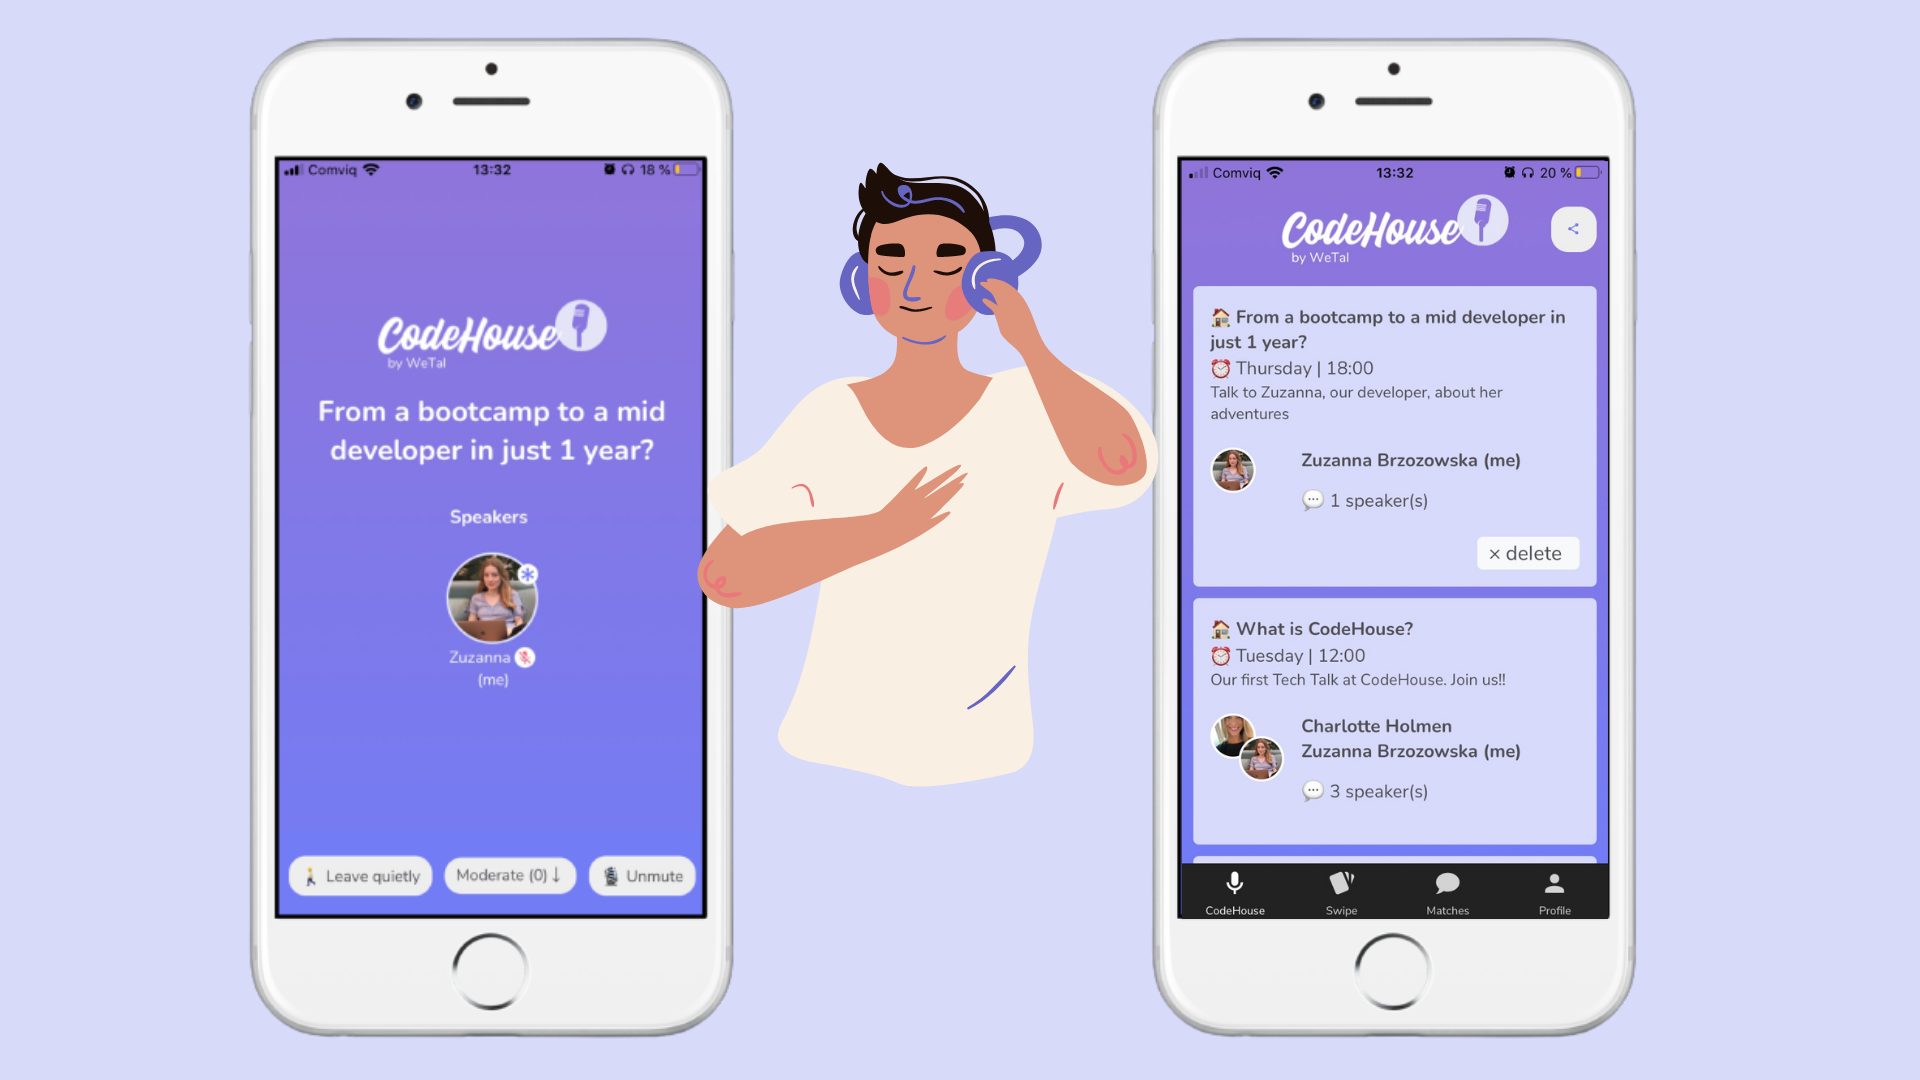 Comviq 13:32 18 %
CodeHouse
by WeTal
From a bootcamp to a mid
developer in just 1 year?
Speakers
Zuzanna
(me)
Leave quietly
Moderate (0)↓
Unmute
Comviq 13:32 20 %
CodeHouse
by WeTal
From a bootcamp to a mid developer in
just 1 year?
Thursday | 18:00
Talk to Zuzanna, our developer, about her
adventures
Zuzanna Brzozowska (me)
1 speaker(s)
× delete
What is CodeHouse?
Tuesday | 12:00
Our first Tech Talk at CodeHouse. Join us!!
Charlotte Holmen
Zuzanna Brzozowska (me)
3 speaker(s)
CodeHouse
Swipe
Matches
Profile